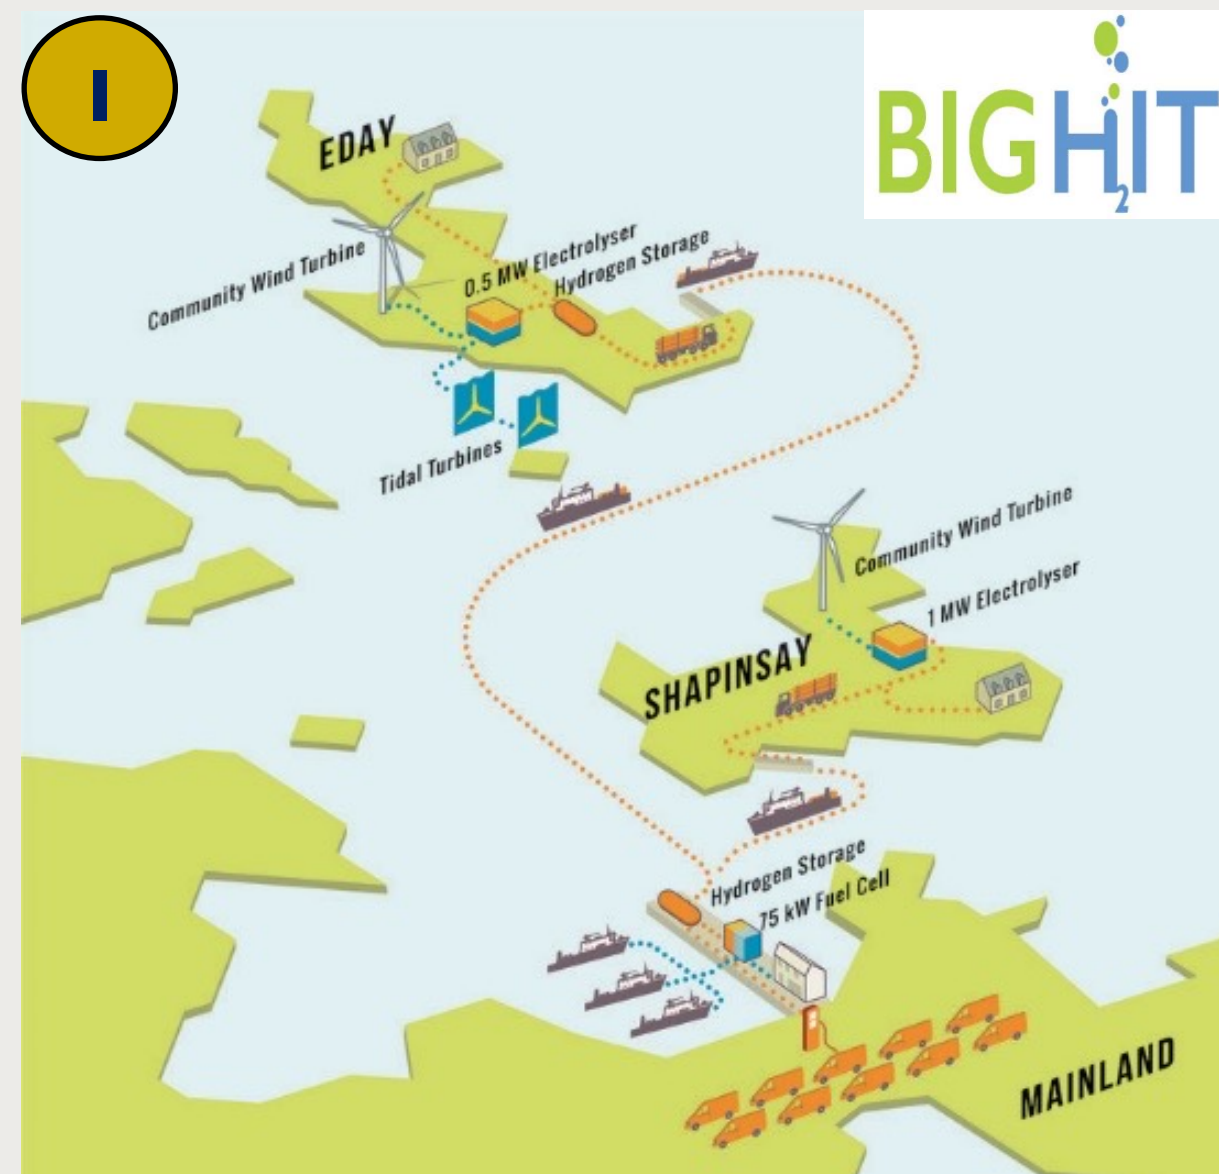 I
BIGH2IT
EDAY
Community Wind Turbine
0.5 MW Electrolyser
Hydrogen Storage
Tidal Turbines
Community Wind Turbine
1 MW Electrolyser
SHAPINSAY
Hydrogen Storage
75 kW Fuel Cell
MAINLAND